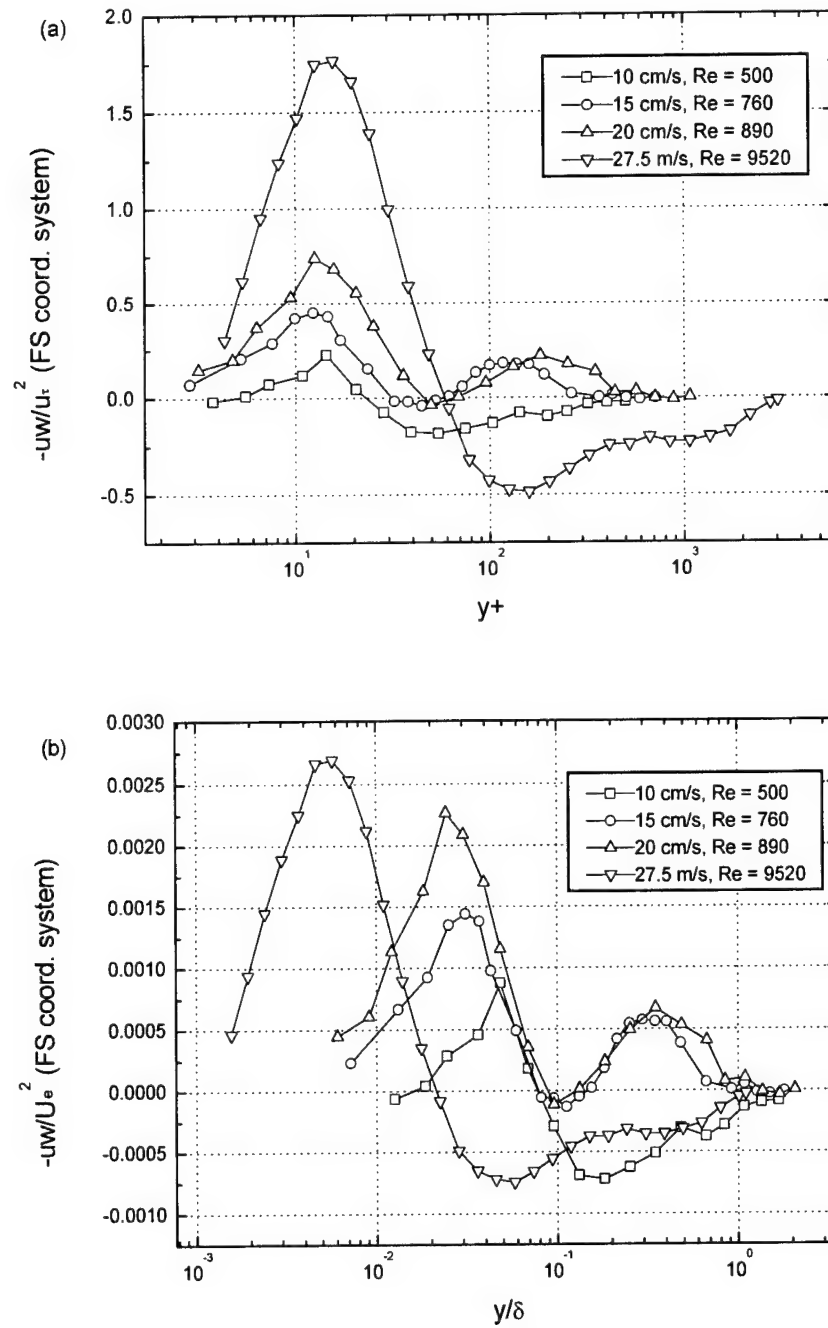 (a)
2.0
1.5
1.0
0.5
0.0
-0.5
-uw/uτ² (FS coord. system)
10 cm/s, Re = 500
15 cm/s, Re = 760
20 cm/s, Re = 890
27.5 m/s, Re = 9520
10¹ 10² 10³
y+
(b)
0.0030
0.0025
0.0020
0.0015
0.0010
0.0005
0.0000
-0.0005
-0.0010
-uw/Ue² (FS coord. system)
10 cm/s, Re = 500
15 cm/s, Re = 760
20 cm/s, Re = 890
27.5 m/s, Re = 9520
10⁻³ 10⁻² 10⁻¹ 10⁰
y/δ